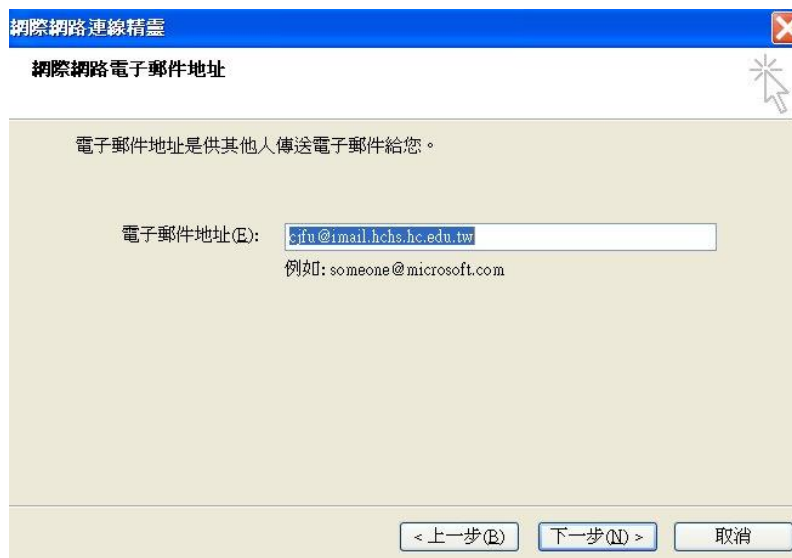 網際網路連線精靈
網際網路電子郵件地址
電子郵件地址是供其他人傳送電子郵件給您。
電子郵件地址(E): cjfu@imail.hchs.hc.edu.tw
例如: someone@microsoft.com
<上一步(B) 下一步(N) > 取消